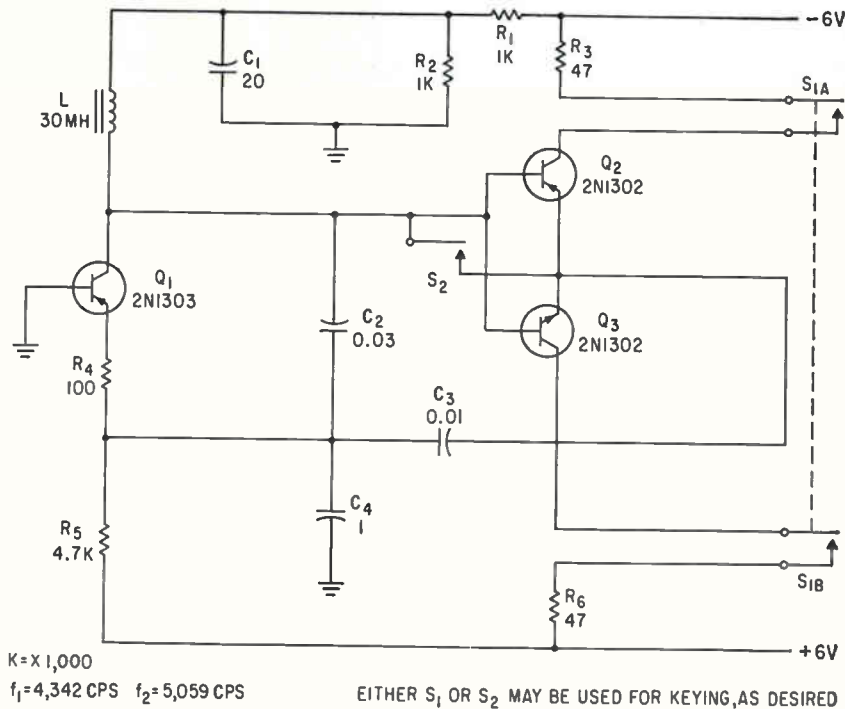 -6V
R1
1K
R3
47
C1
20
R2
1K
S1A
L
30MH
Q2
2N1302
Q1
2N1303
S2
Q3
2N1302
C2
0.03
R4
100
C3
0.01
C4
1
R5
4.7K
S1B
R6
47
+6V
K=X1,000
f1=4,342 CPS f2=5,059 CPS
EITHER S1 OR S2 MAY BE USED FOR KEYING, AS DESIRED